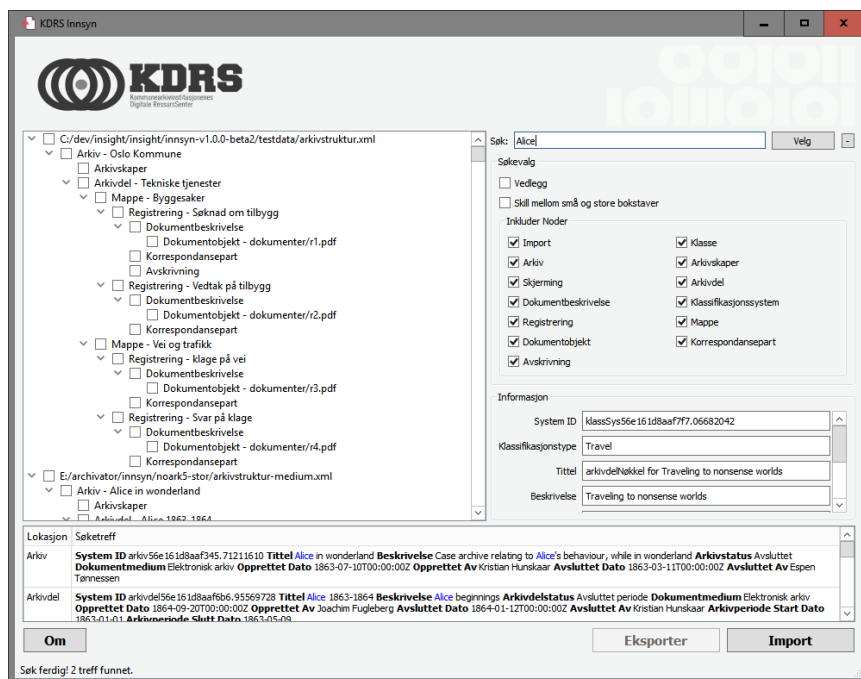 KDRS Innsyn
KDRS
Kommunearkivinstitusjonenes
Digitale RessursSenter
C:/dev/insight/insight/innsyn-v1.0.0-beta2/testdata/arkivstruktur.xml
Arkiv - Oslo Kommune
Arkivskaper
Arkivdel - Tekniske tjenester
Mappe - Byggesaker
Registrering - Søknad om tilbygg
Dokumentbeskrivelse
Dokumentobjekt - dokumenter/r1.pdf
Korrespondansepart
Avskrivning
Registrering - Vedtak på tilbygg
Dokumentbeskrivelse
Dokumentobjekt - dokumenter/r2.pdf
Korrespondansepart
Mappe - Vei og trafikk
Registrering - klage på vei
Dokumentbeskrivelse
Dokumentobjekt - dokumenter/r3.pdf
Korrespondansepart
Registrering - Svar på klage
Dokumentbeskrivelse
Dokumentobjekt - dokumenter/r4.pdf
Korrespondansepart
E:/archivator/innsyn/noark5-stor/arkivstruktur-medium.xml
Arkiv - Alice in wonderland
Arkivskaper
Arkivdel - Alice 1863-1864
Søk: Alice Velg -
Søkevalg
Vedlegg
Skill mellom små og store bokstaver
Inkluder Noder
Import Klasse
Arkiv Arkivskaper
Skjerming Arkivdel
Dokumentbeskrivelse Klassifikasjonssystem
Registrering Mappe
Dokumentobjekt Korrespondansepart
Avskrivning
Informasjon
System ID klassSys56e161d8aaf7f7.06682042
Klassifikasjonstype Travel
Tittel arkivdelNøkkel for Traveling to nonsense worlds
Beskrivelse Traveling to nonsense worlds
Lokasjon Søketreff
Arkiv System ID arkiv56e161d8aaf345.71211610 Tittel Alice in wonderland Beskrivelse Case archive relating to Alice's behaviour, while in wonderland Arkivstatus Avsluttet
Dokumentmedium Elektronisk arkiv Opprettet Dato 1863-07-10T00:00:00Z Opprettet Av Kristian Hunskaar Avsluttet Dato 1863-03-11T00:00:00Z Avsluttet Av Espen
Tønnessen
Arkivdel System ID arkivdel56e161d8aaf6b6.95569728 Tittel Alice 1863-1864 Beskrivelse Alice beginnings Arkivdelstatus Avsluttet periode Dokumentmedium Elektronisk arkiv
Opprettet Dato 1864-09-20T00:00:00Z Opprettet Av Joachim Fugleberg Avsluttet Dato 1864-01-12T00:00:00Z Avsluttet Av Kristian Hunskaar Arkivperiode Start Dato
1863-01-01 Arkivperiode Slutt Dato 1863-05-09
Om Eksporter Import
Søk ferdig! 2 treff funnet.